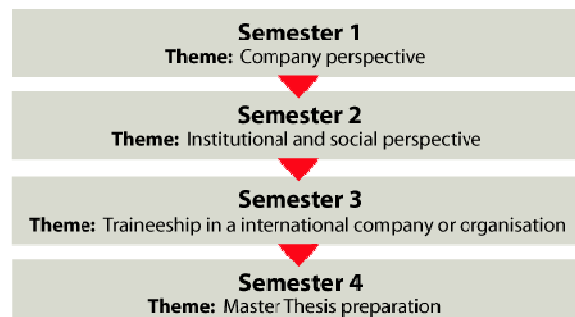 Semester 1
Theme: Company perspective
Semester 2
Theme: Institutional and social perspective
Semester 3
Theme: Traineeship in a international company or organisation
Semester 4
Theme: Master Thesis preparation